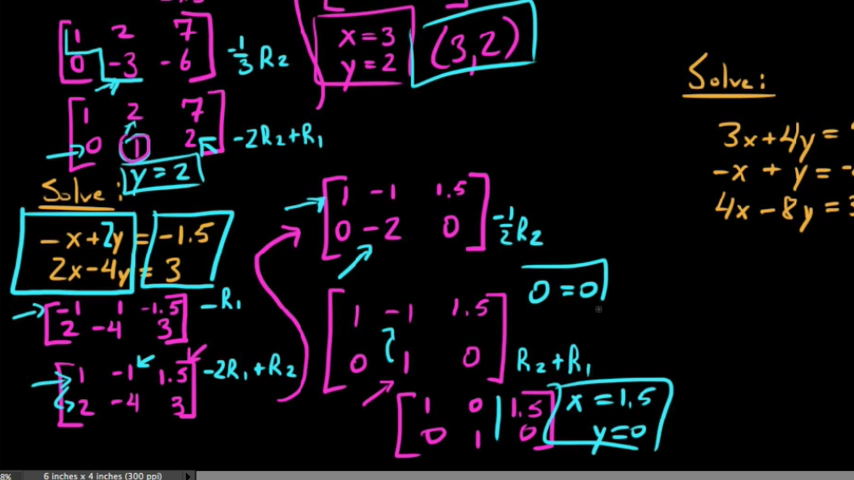 1 2 7
0 -3 -6
-1/3 R2
x = 3
y = 2
(3,2)
1 2 7
0 1 2
-2R2+R1
y = 2
Solve:
-x+2y = -1.5
2x-4y = 3
-1 1 -1.5
2 -4 3
-R1
1 -1 1.5
2 -4 3
-2R1+R2
1 -1 1.5
0 -2 0
-1/2 R2
0 = 0
1 -1 1.5
0 1 0
R2+R1
1 0 1.5
0 1 0
x = 1.5
y = 0
Solve:
3x+4y =
-x + y = -
4x-8y = 3
8%
6 inches x 4 inches (300 ppi)